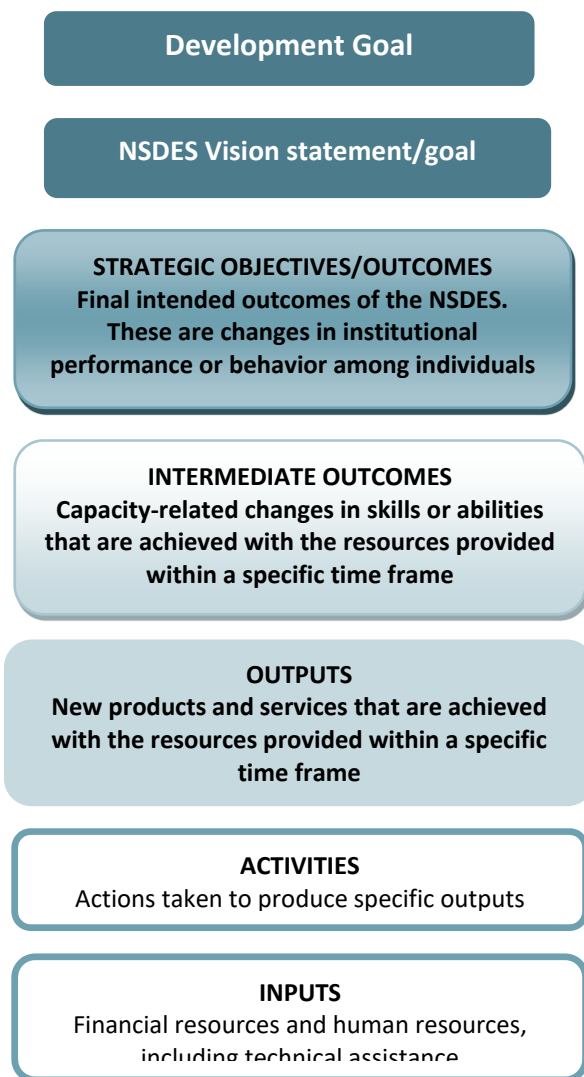 Development Goal
NSDES Vision statement/goal
STRATEGIC OBJECTIVES/OUTCOMES
Final intended outcomes of the NSDES.
These are changes in institutional
performance or behavior among individuals
INTERMEDIATE OUTCOMES
Capacity-related changes in skills or abilities
that are achieved with the resources provided
within a specific time frame
OUTPUTS
New products and services that are achieved
with the resources provided within a specific
time frame
ACTIVITIES
Actions taken to produce specific outputs
INPUTS
Financial resources and human resources,
including technical assistance